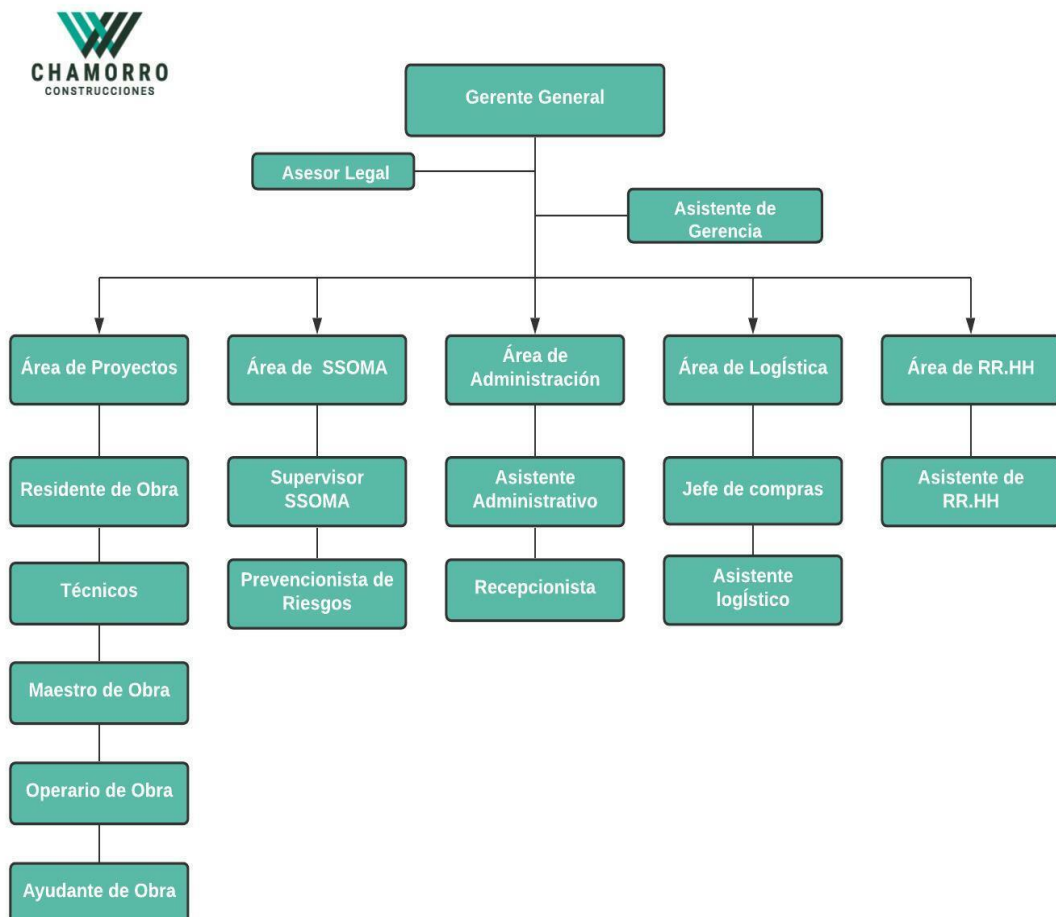 CHAMORRO
CONSTRUCCIONES
Gerente General
Asesor Legal
Asistente de
Gerencia
Área de Proyectos
Área de SSOMA
Área de
Administración
Área de LogÍstica
Área de RR.HH
Residente de Obra
Supervisor
SSOMA
Asistente
Administrativo
Jefe de compras
Asistente de
RR.HH
Técnicos
Prevencionista de
Riesgos
Recepcionista
Asistente
logÍstico
Maestro de Obra
Operario de Obra
Ayudante de Obra